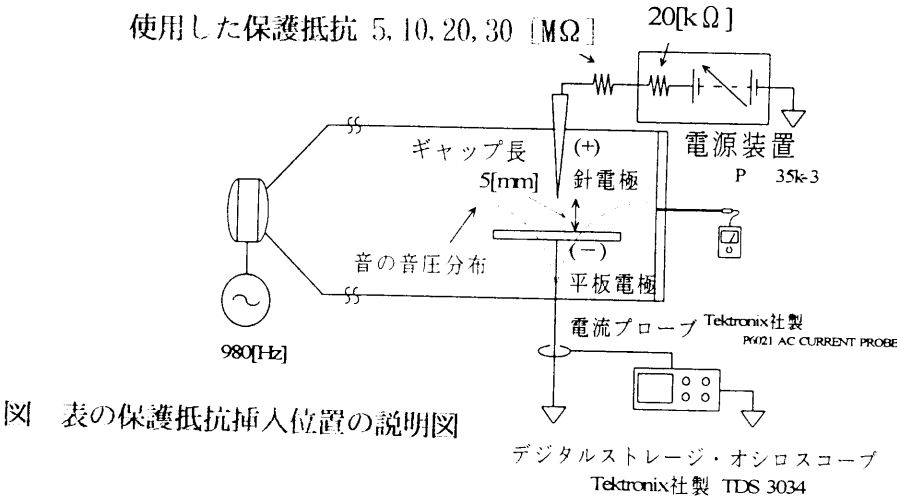 使用した保護抵抗 5,10,20,30 [MΩ]
20[kΩ]
ギャップ長
5[mm]
(+)
針電極
電源装置
P 35k-3
音の音圧分布
(−)
平板電極
980[Hz]
電流プローブ Tektronix社製
P6021 AC CURRENT PROBE
図 表の保護抵抗挿入位置の説明図
デジタルストレージ・オシロスコープ
Tektronix社製 TDS 3034